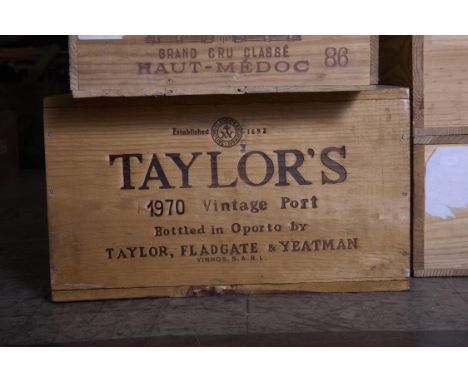 GRAND CRU CLASSÉ
HAUT-MÉDOC 86
Established 1692
TAYLOR'S
1970 Vintage Port
Bottled in Oporto by
TAYLOR, FLADGATE & YEATMAN
VINHOS, S.A.R.L.